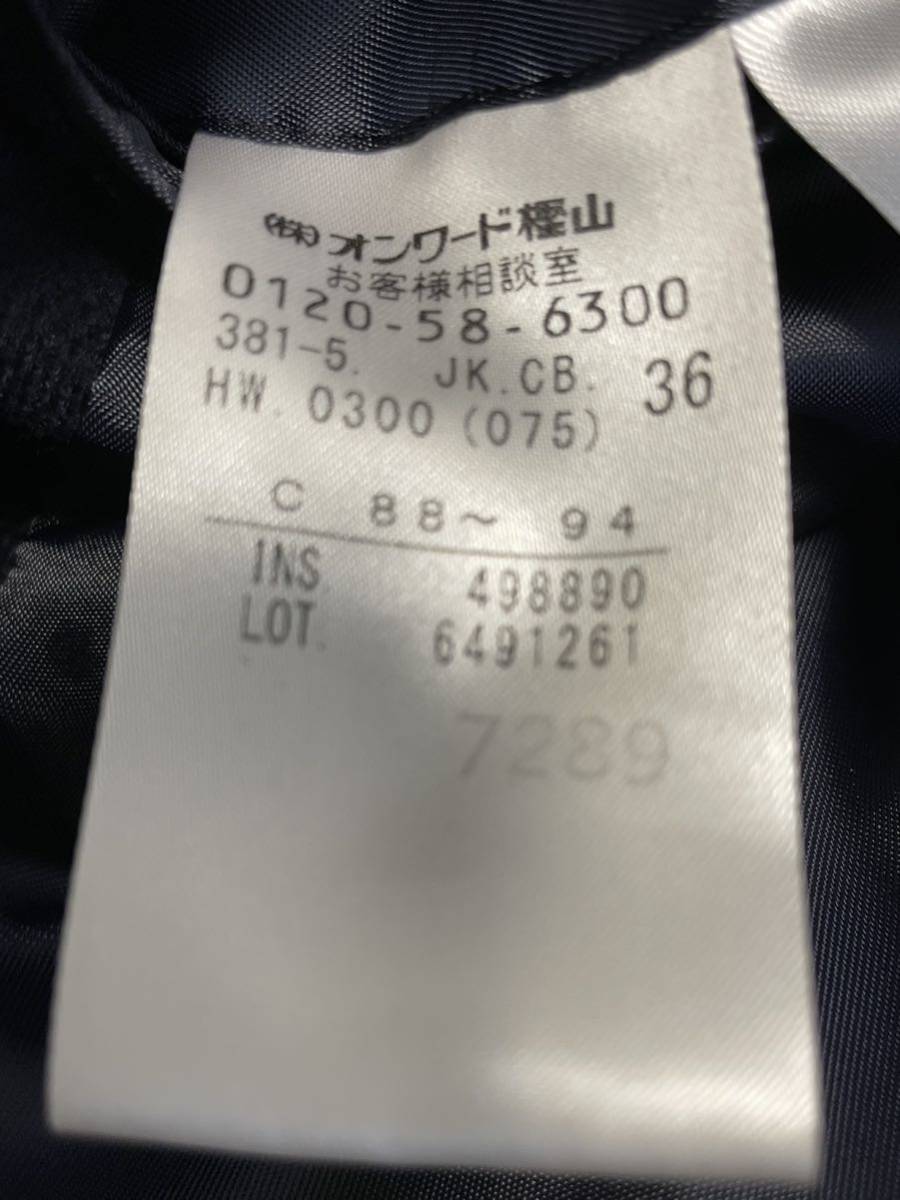 ㈱オンワード樫山
お客様相談室
0120-58-6300
381-5. JK.CB. 36
HW. 0300 (075)
C 88~ 94
INS. 498890
LOT. 6491261
7289